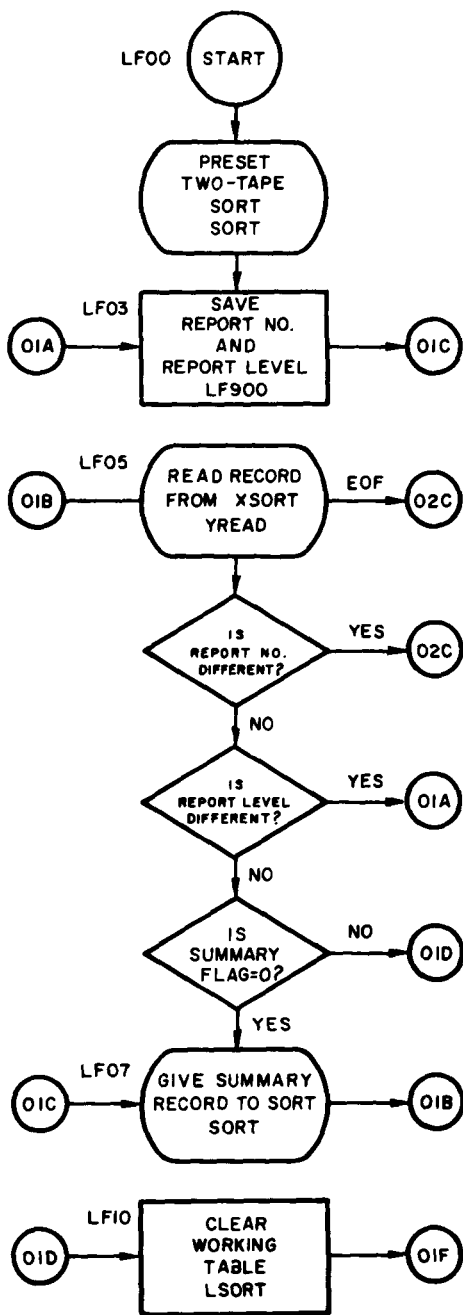 LF00
START
PRESET
TWO-TAPE
SORT
SORT
LF03
01A
SAVE
REPORT NO.
AND
REPORT LEVEL
LF900
01C
LF05
01B
READ RECORD
FROM XSORT
YREAD
EOF
02C
IS
REPORT NO.
DIFFERENT?
YES
02C
NO
IS
REPORT LEVEL
DIFFERENT?
YES
01A
NO
IS
SUMMARY
FLAG=0?
NO
01D
YES
LF07
01C
GIVE SUMMARY
RECORD TO SORT
SORT
01B
LF10
01D
CLEAR
WORKING
TABLE
LSORT
01F